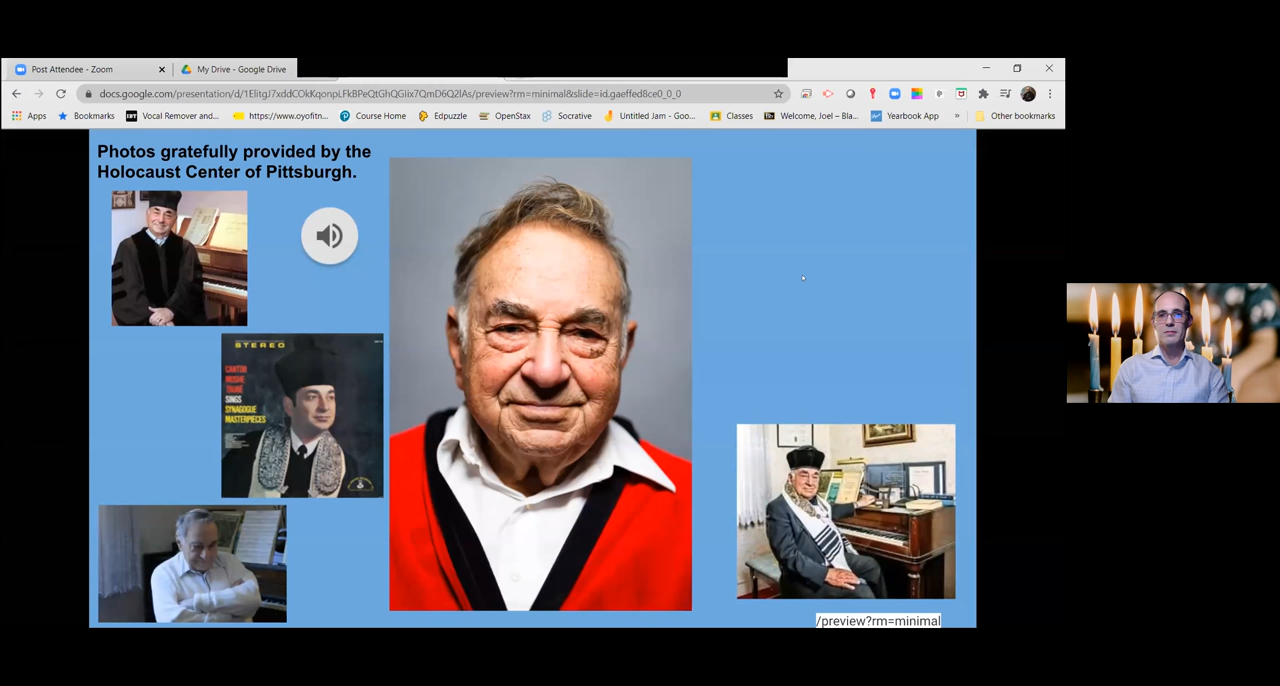 Post Attendee - Zoom
My Drive - Google Drive
docs.google.com/presentation/d/1ElitgJ7xddCOkKqonpLFkBPeQtGhQGIix7QmD6Q2lAs/preview?rm=minimal&slide=id.gaeffed8ce0_0_0
Apps Bookmarks Vocal Remover and... https://www.oyofitn... Course Home Edpuzzle OpenStax Socrative Untitled Jam - Goo... Classes Welcome, Joel – Bla... Yearbook App » Other bookmarks
Photos gratefully provided by the
Holocaust Center of Pittsburgh.
STEREO
CANTOR
MOSHE
TAUBE
SINGS
SYNAGOGUE
MASTERPIECES
/preview?rm=minimal